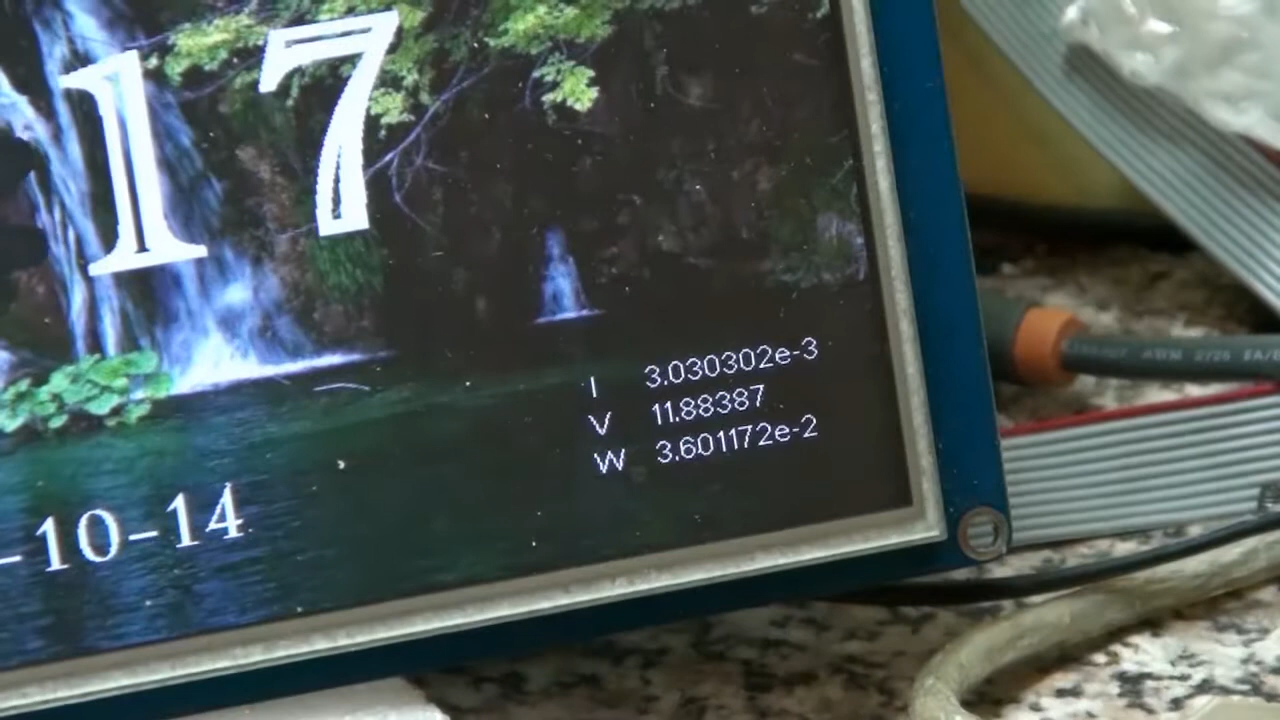 17
I 3.030302e-3
V 11.88387
W 3.601172e-2
-10-14